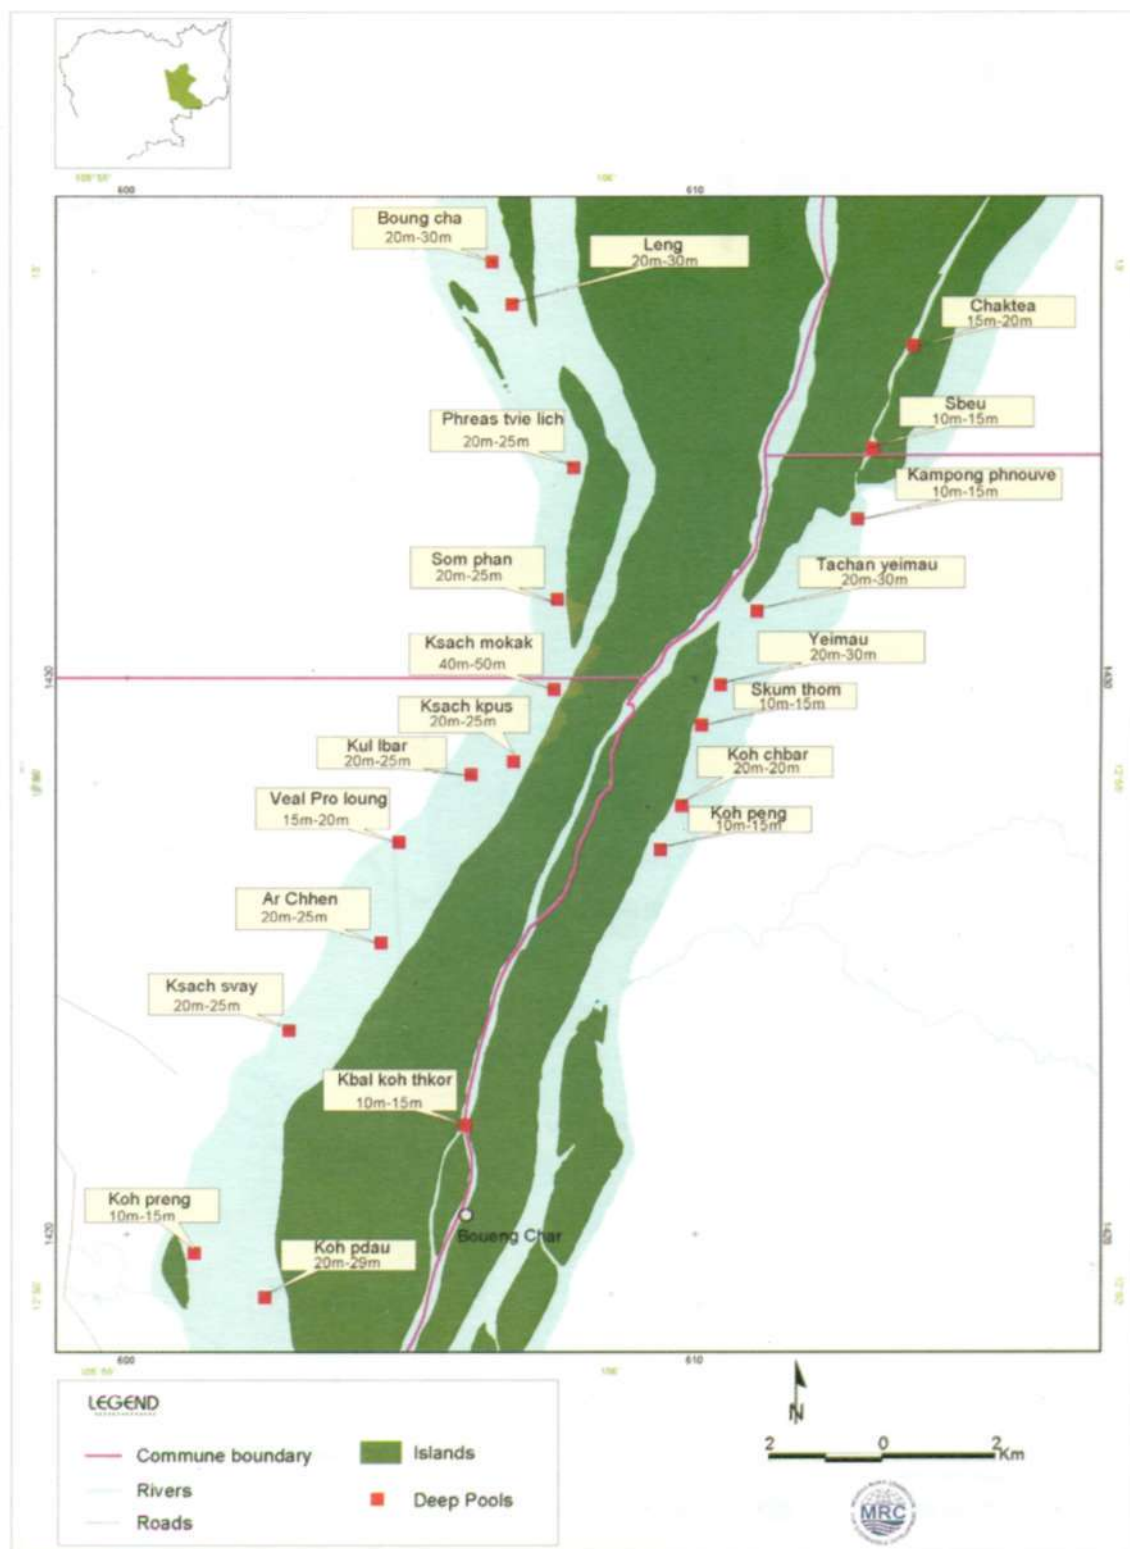 600
106'
610
Boung cha
20m-30m
Leng
20m-30m
13'
13'
Chaktea
15m-20m
Sbeu
10m-15m
Phreas tvie lich
20m-25m
Kampong phnouve
10m-15m
Som phan
20m-25m
Tachan yeimau
20m-30m
Ksach mokak
40m-50m
Yeimau
20m-30m
1430
1430
Skum thom
10m-15m
Ksach kpus
20m-25m
Kul lbar
20m-25m
Koh chbar
20m-20m
Veal Pro loung
15m-20m
Koh peng
10m-15m
Ar Chhen
20m-25m
Ksach svay
20m-25m
Kbal koh thkor
10m-15m
Koh preng
10m-15m
Boueng Char
1420
1420
Koh pdau
20m-29m
600
106'
610
LEGEND
Commune boundary
Rivers
Roads
Islands
Deep Pools
N
2 0 2
Km
MRC